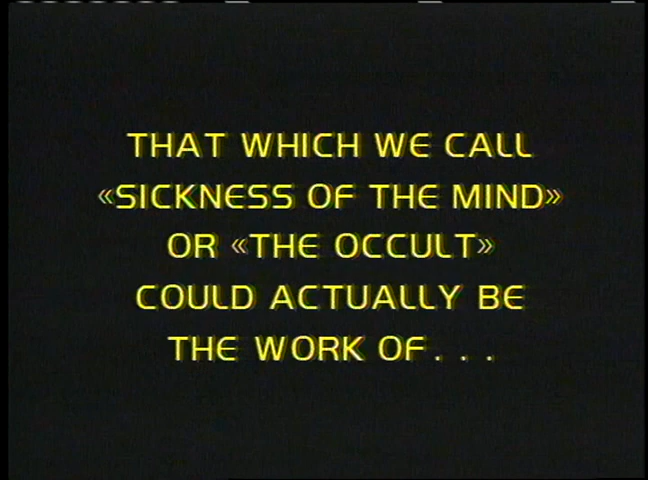 THAT WHICH WE CALL
«SICKNESS OF THE MIND»
OR «THE OCCULT»
COULD ACTUALLY BE
THE WORK OF...